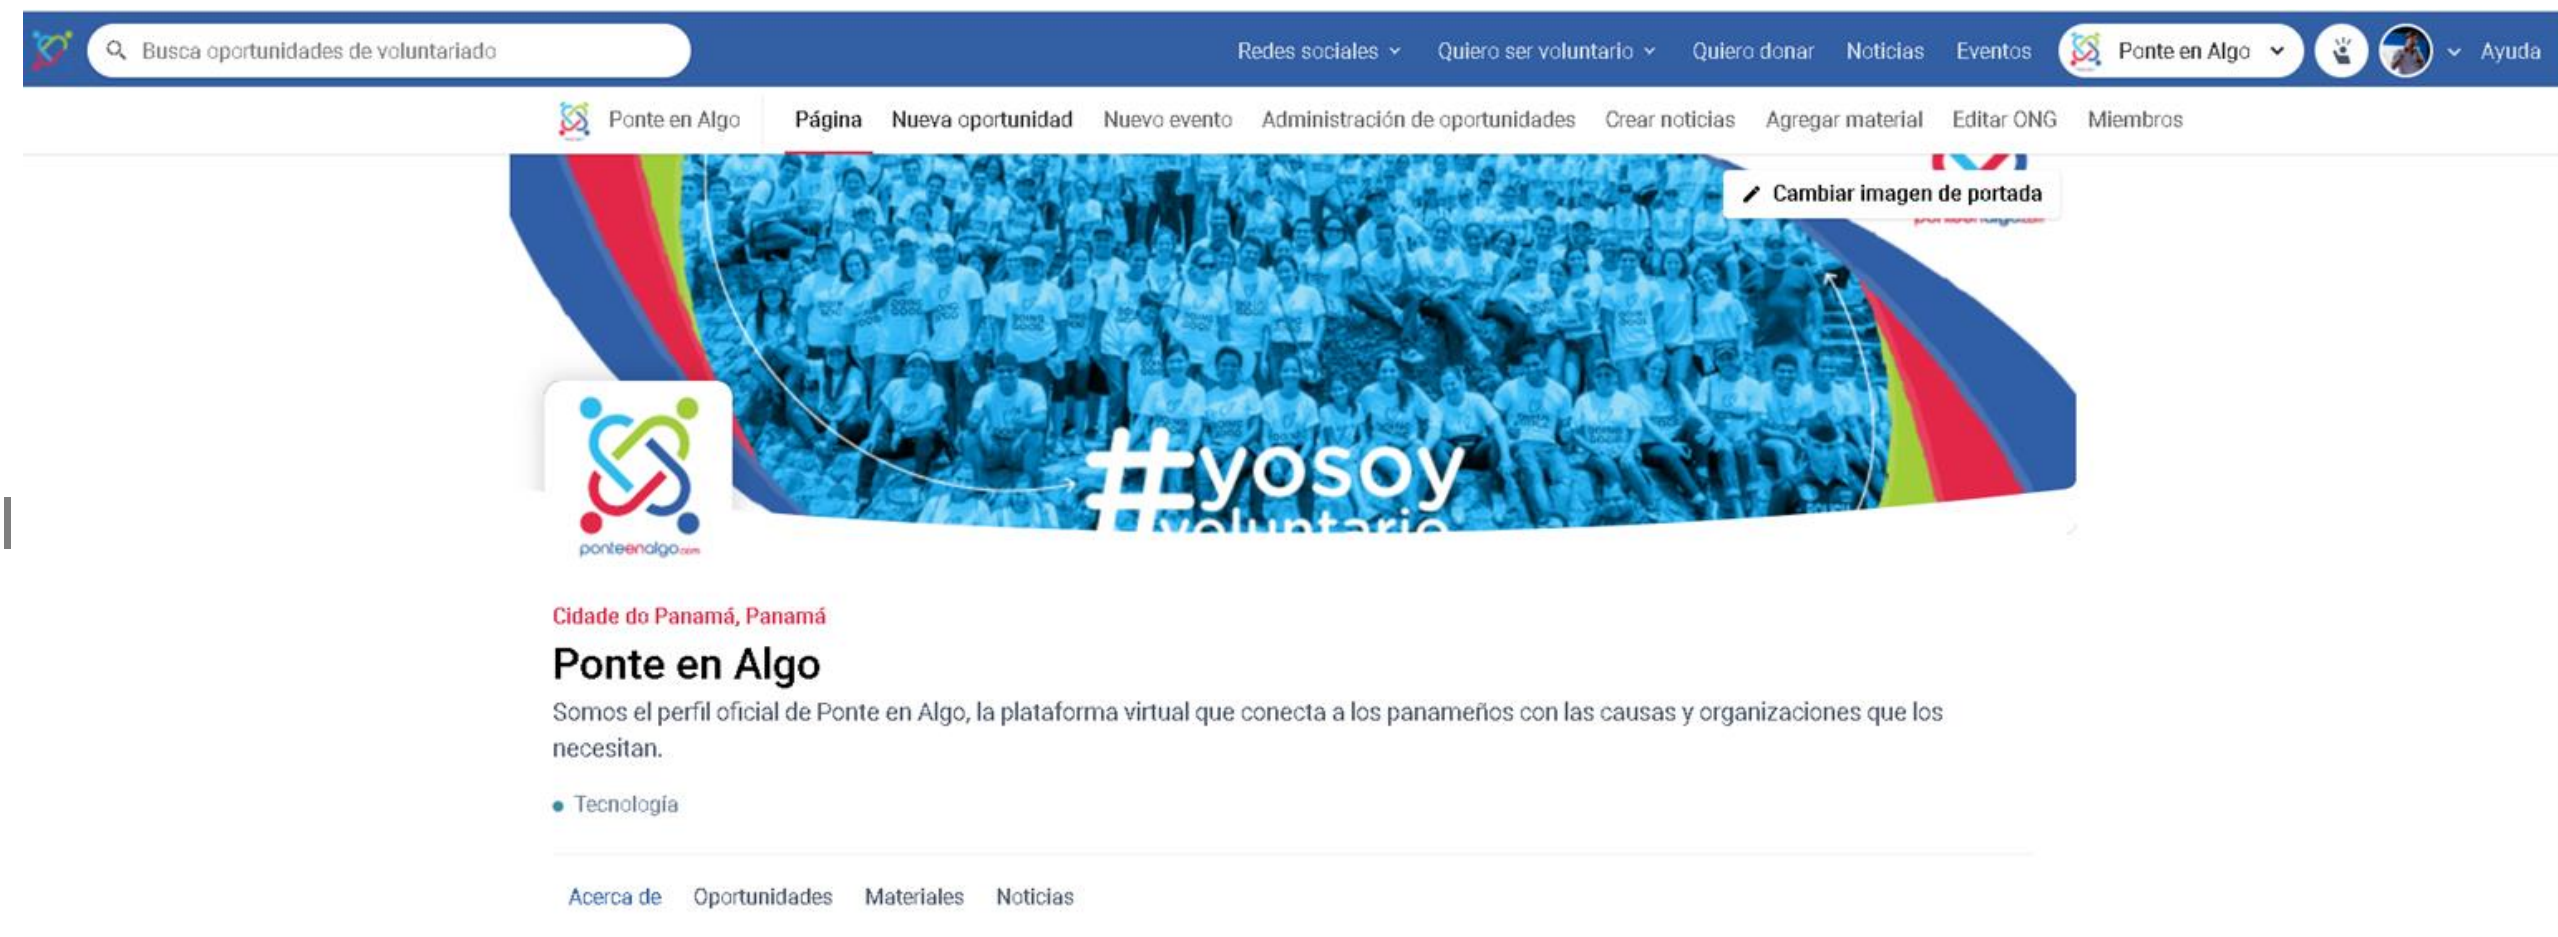 Busca oportunidades de voluntariado
Redes sociales Quiero ser voluntario Quiero donar Noticias Eventos Ponte en Algo Ayuda
Ponte en Algo Página Nueva oportunidad Nuevo evento Administración de oportunidades Crear noticias Agregar material Editar ONG Miembros
Cambiar imagen de portada
#yosoy
voluntario
ponteenalgo.com
Cidade do Panamá, Panamá
Ponte en Algo
Somos el perfil oficial de Ponte en Algo, la plataforma virtual que conecta a los panameños con las causas y organizaciones que los
necesitan.
Tecnología
Acerca de Oportunidades Materiales Noticias